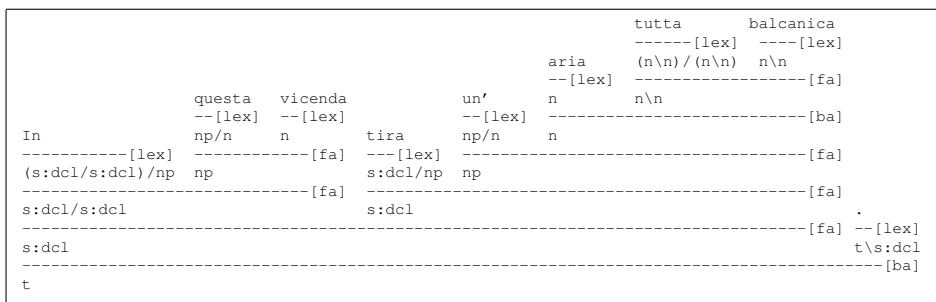 tutta        balcanica
                                                                             ------[lex]  ----[lex]
                                                                  aria       (n\n)/(n\n)  n\n
                                                                  --[lex]    ------------------[fa]
                     questa    vicenda                 un'        n          n\n
                     --[lex]   --[lex]                 --[lex]    -----------------------------[ba]
In                   np/n      n            tira       np/n       n
-----------[lex]     ------------[fa]       ---[lex]   ----------------------------------------[fa]
(s:dcl/s:dcl)/np     np                     s:dcl/np   np
------------------------------[fa]          ---------------------------------------------------[fa]
s:dcl/s:dcl                                 s:dcl                                                    .
-----------------------------------------------------------------------------------------------[fa]  --[lex]
s:dcl                                                                                                t\s:dcl
---------------------------------------------------------------------------------------------------------[ba]
t